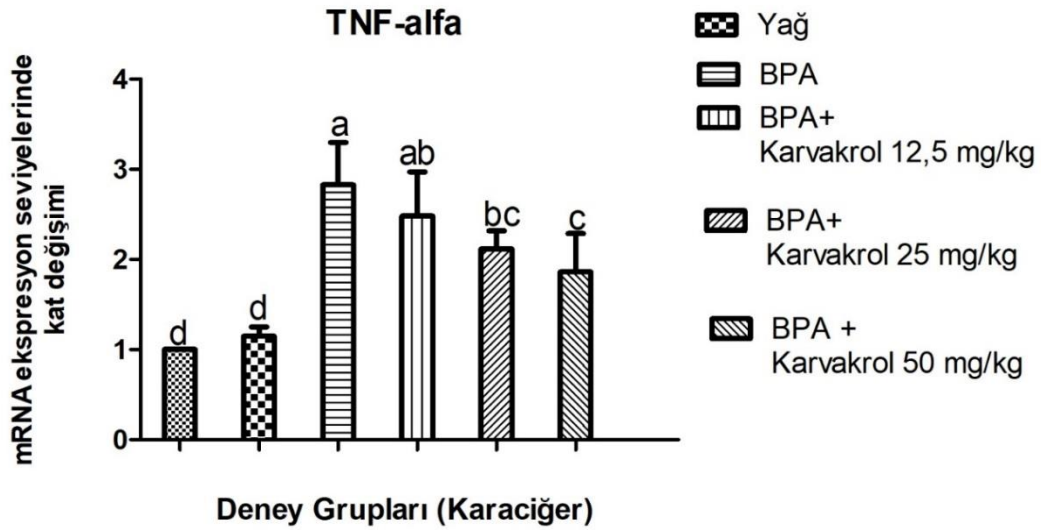 TNF-alfa
mRNA ekspresyon seviyelerinde
kat değişimi
4
3
2
1
0
d
d
a
ab
bc
c
Deney Grupları (Karaciğer)
Yağ
BPA
BPA+
Karvakrol 12,5 mg/kg
BPA+
Karvakrol 25 mg/kg
BPA +
Karvakrol 50 mg/kg